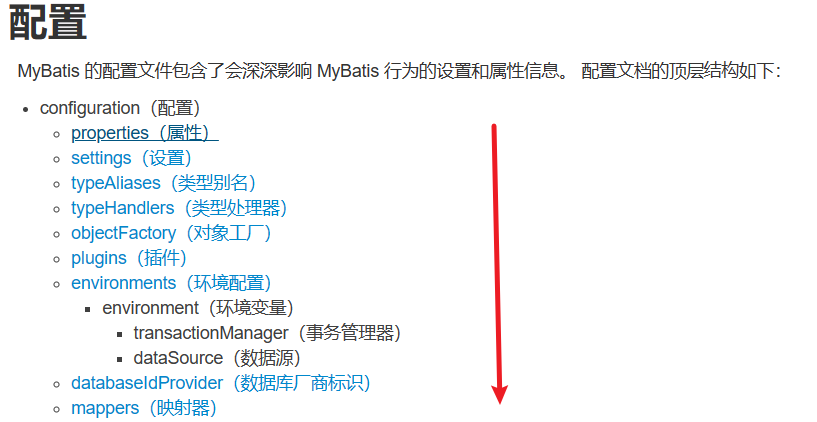 配置
MyBatis 的配置文件包含了会深深影响 MyBatis 行为的设置和属性信息。 配置文档的顶层结构如下：
configuration（配置）
properties（属性）
settings（设置）
typeAliases（类型别名）
typeHandlers（类型处理器）
objectFactory（对象工厂）
plugins（插件）
environments（环境配置）
environment（环境变量）
transactionManager（事务管理器）
dataSource（数据源）
databaseIdProvider（数据库厂商标识）
mappers（映射器）